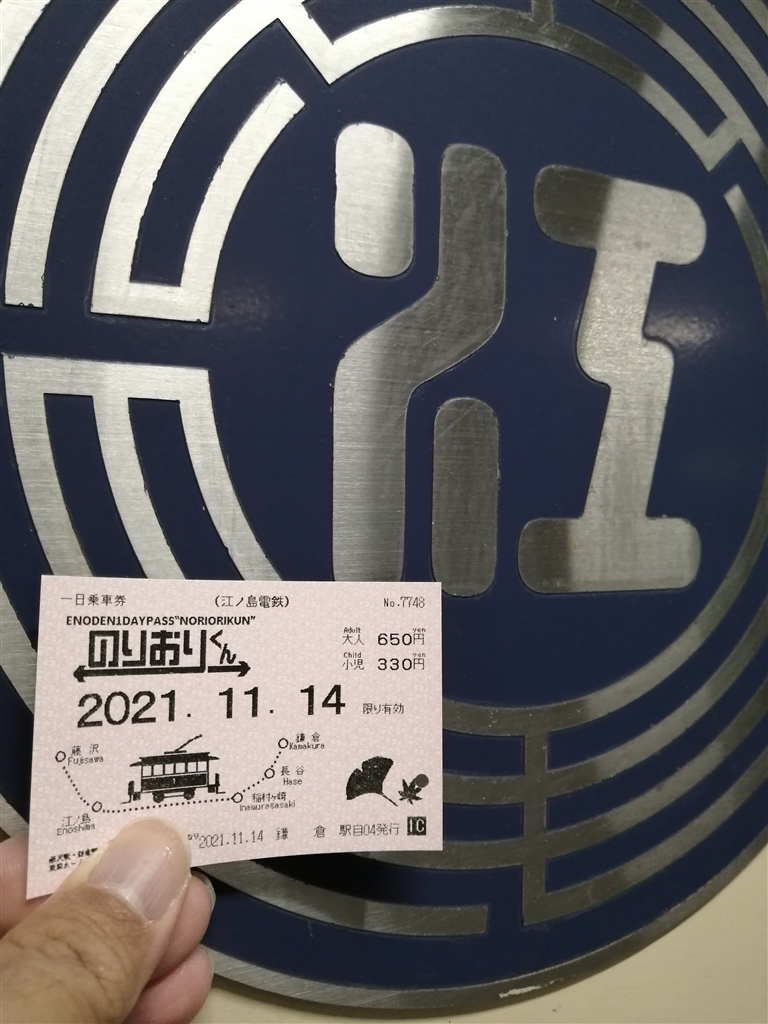 一日乗車券 (江ノ島電鉄) No.7748
ENODEN1DAYPASS"NORIORIKUN"
のりおりくん
Adult yen
大人 650円
Child yen
小児 330円
2021. 11. 14 限り有効
藤沢
Fujisawa
江ノ島
Enoshima
稲村ヶ崎
Inamuragasaki
長谷
Hase
鎌倉
Kamakura
2021.11.14 鎌 倉 駅自04発行 IC